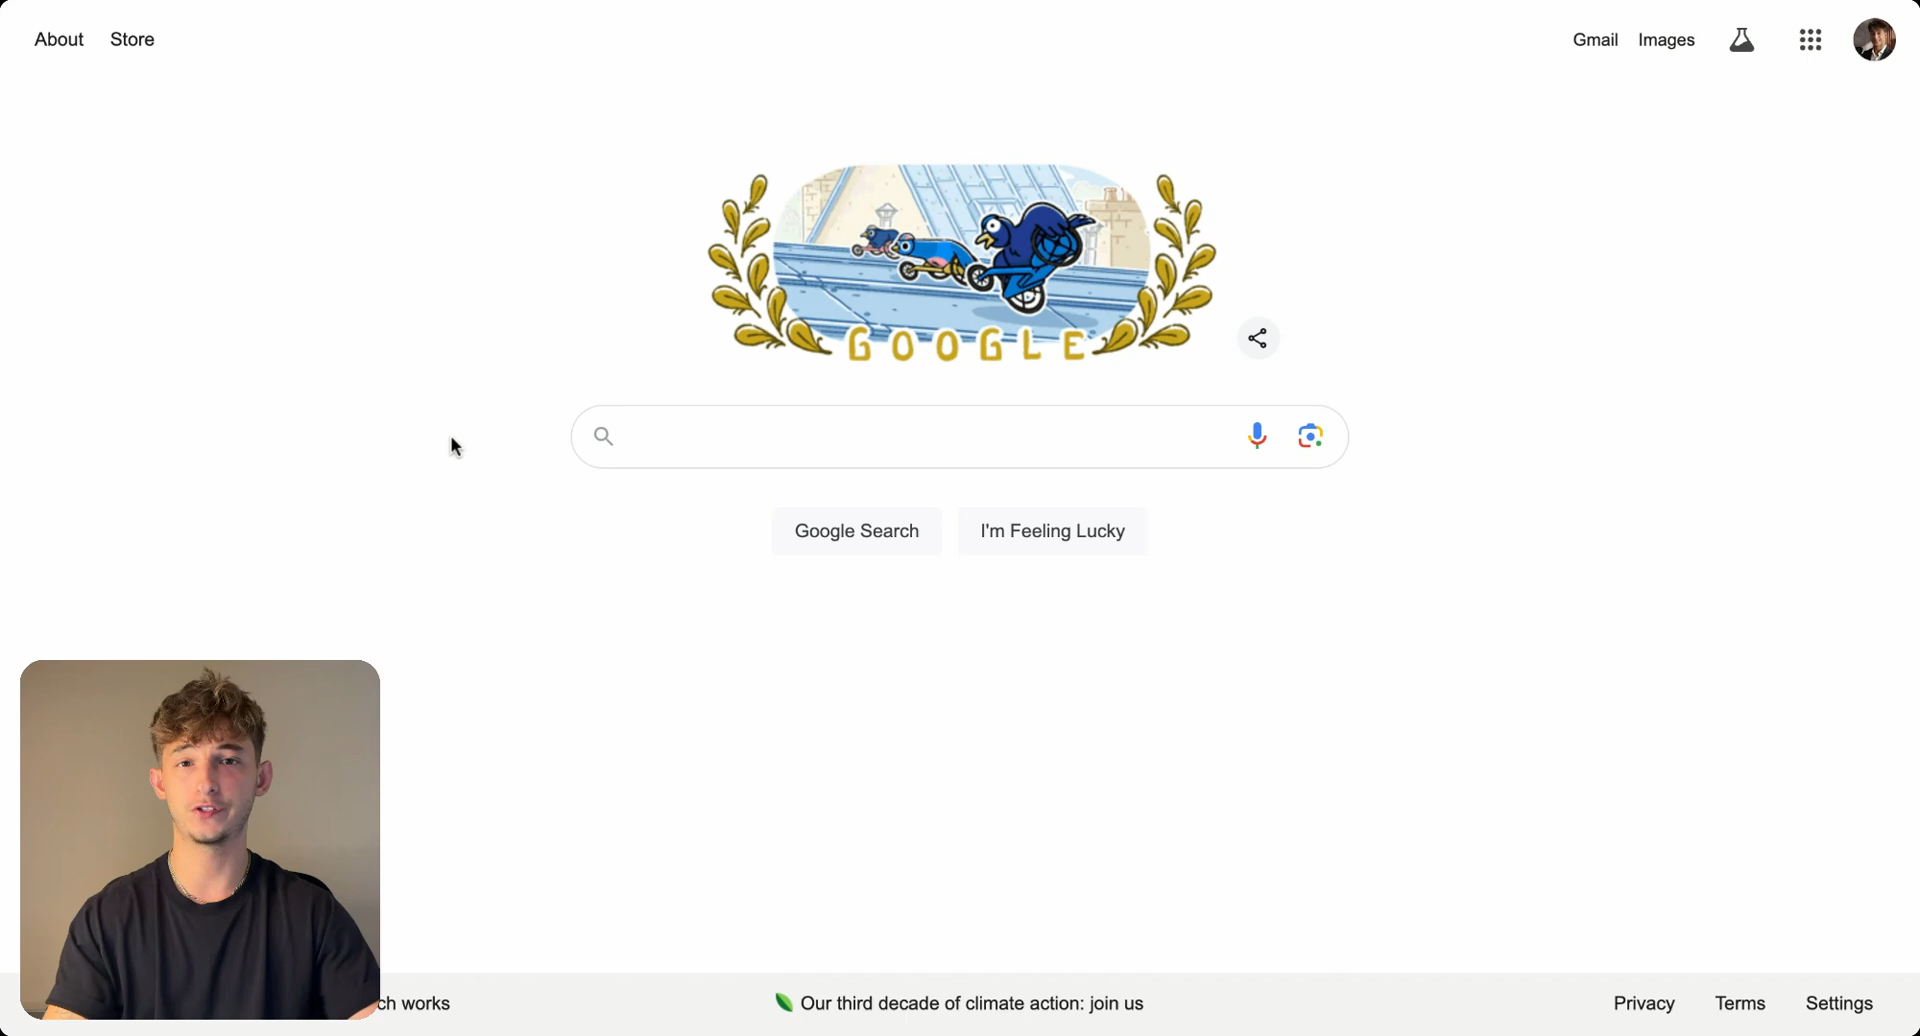 About Store
Gmail Images
GOOGLE
Google Search
I'm Feeling Lucky
ch works
Our third decade of climate action: join us
Privacy Terms Settings